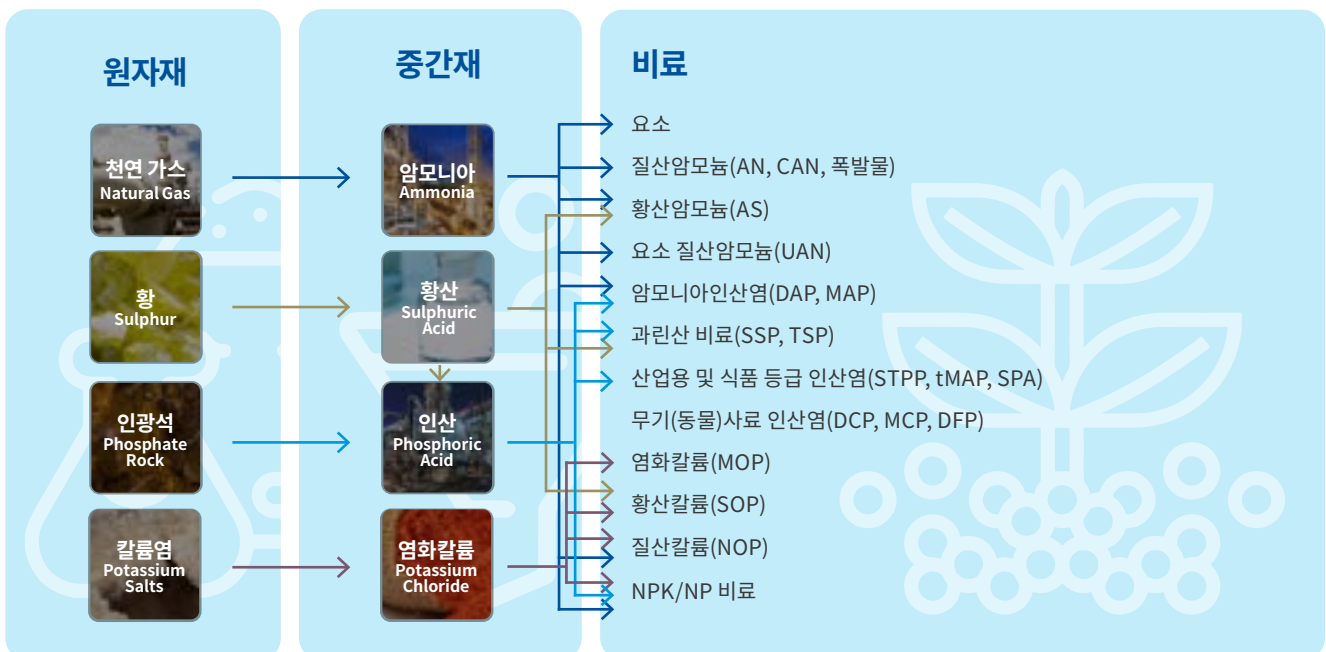 원자재
천연 가스
Natural Gas
황
Sulphur
인광석
Phosphate
Rock
칼륨염
Potassium
Salts
중간재
암모니아
Ammonia
황산
Sulphuric
Acid
인산
Phosphoric
Acid
염화칼륨
Potassium
Chloride
비료
요소
질산암모늄(AN, CAN, 폭발물)
황산암모늄(AS)
요소 질산암모늄(UAN)
암모니아인산염(DAP, MAP)
과린산 비료(SSP, TSP)
산업용 및 식품 등급 인산염(STPP, tMAP, SPA)
무기(동물)사료 인산염(DCP, MCP, DFP)
염화칼륨(MOP)
황산칼륨(SOP)
질산칼륨(NOP)
NPK/NP 비료